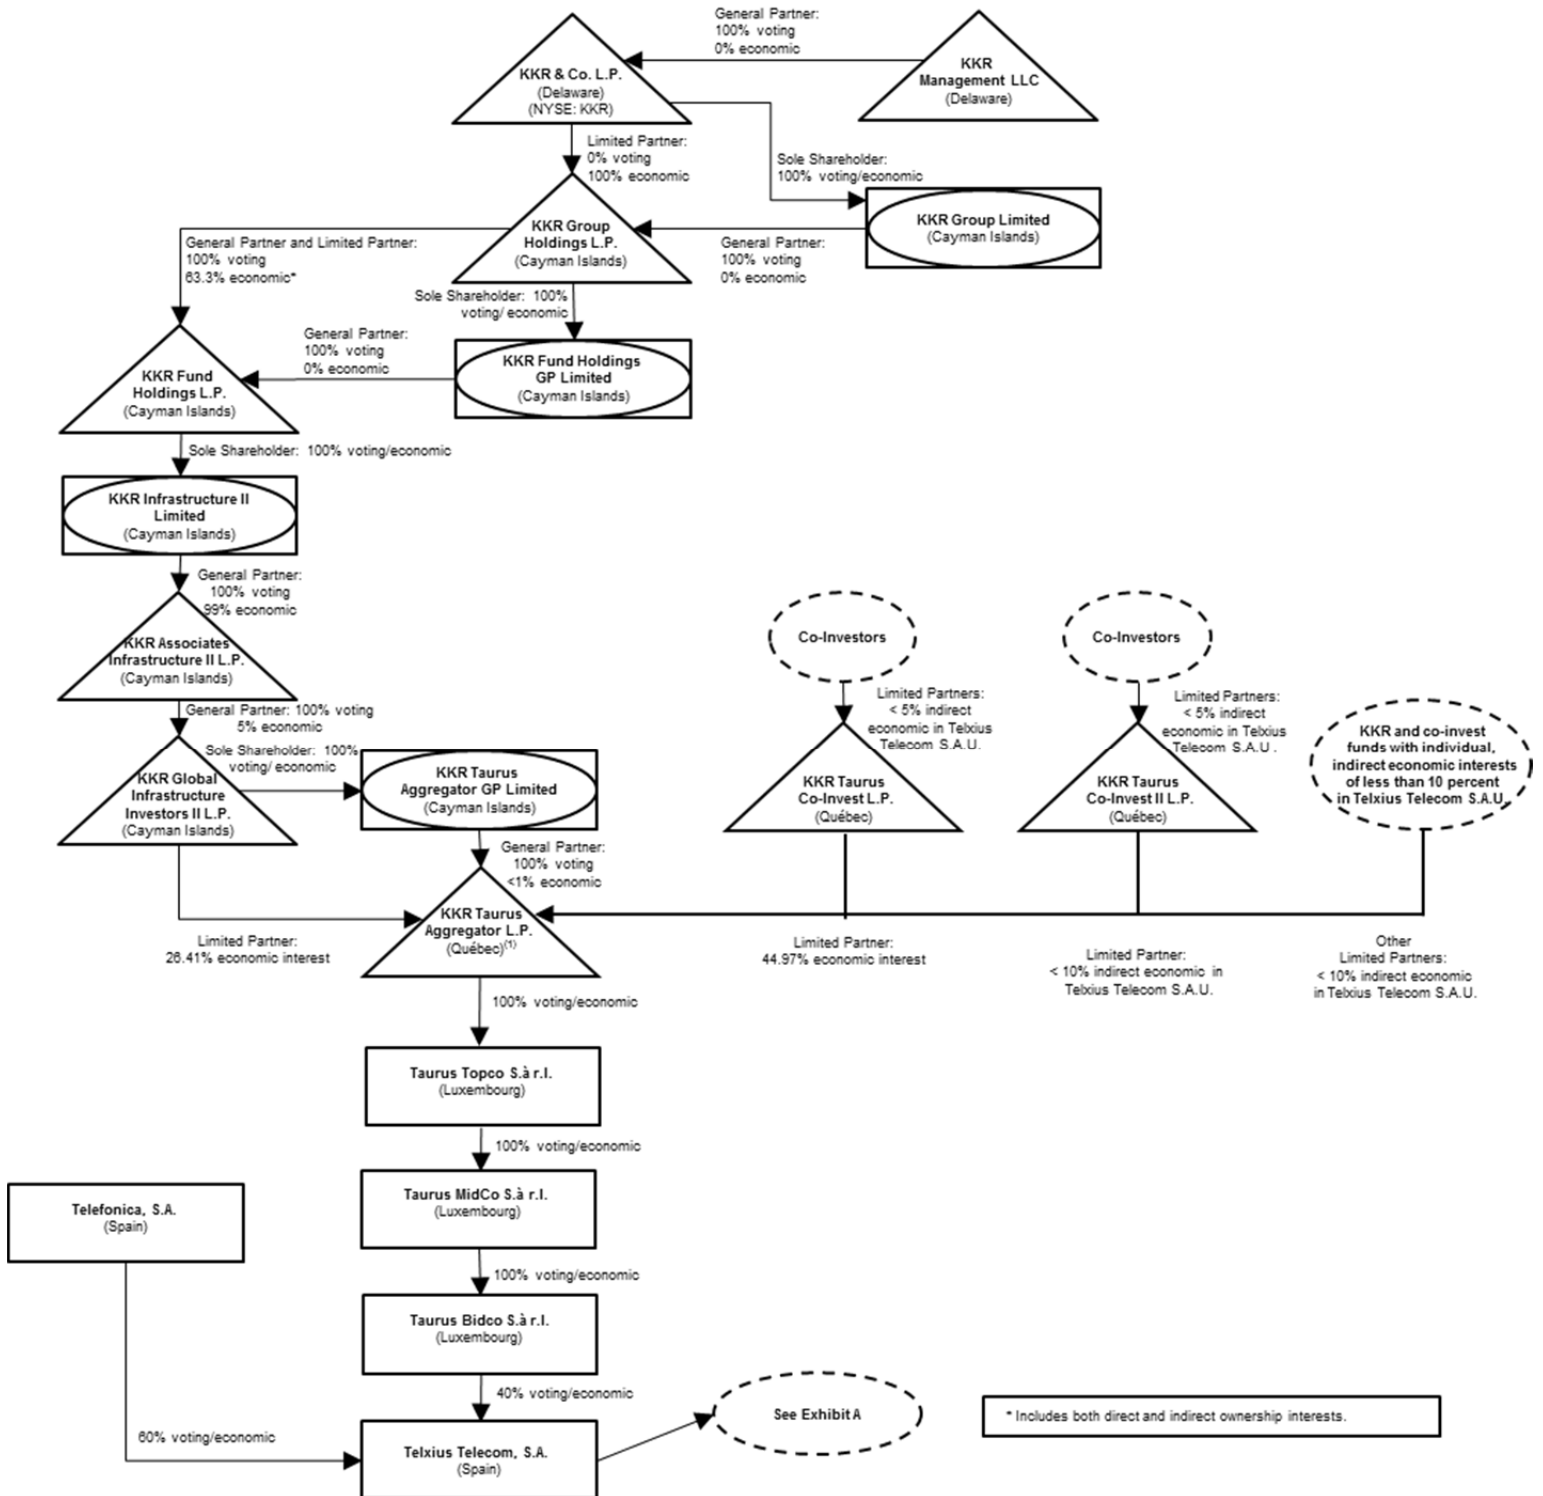 General Partner:
100% voting
0% economic
KKR & Co. L.P.
(Delaware)
(NYSE: KKR)
KKR
Management LLC
(Delaware)
Limited Partner:
0% voting
100% economic
Sole Shareholder:
100% voting/economic
KKR Group Limited
(Cayman Islands)
KKR Group
Holdings L.P.
(Cayman Islands)
General Partner and Limited Partner:
100% voting
63.3% economic*
General Partner:
100% voting
0% economic
Sole Shareholder: 100%
voting/ economic
General Partner:
100% voting
0% economic
KKR Fund Holdings
GP Limited
(Cayman Islands)
KKR Fund
Holdings L.P.
(Cayman Islands)
Sole Shareholder: 100% voting/economic
KKR Infrastructure II
Limited
(Cayman Islands)
General Partner:
100% voting
99% economic
KKR Associates
Infrastructure II L.P.
(Cayman Islands)
Co-Investors
Co-Investors
General Partner: 100% voting
5% economic
Limited Partners:
< 5% indirect
economic in Telxius
Telecom S.A.U.
Limited Partners:
< 5% indirect
economic in Telxius
Telecom S.A.U .
KKR and co-invest
funds with individual,
indirect economic interests
of less than 10 percent
in Telxius Telecom S.A.U.
Sole Shareholder: 100%
voting/ economic
KKR Global
Infrastructure
Investors II L.P.
(Cayman Islands)
KKR Taurus
Aggregator GP Limited
(Cayman Islands)
KKR Taurus
Co-Invest L.P.
(Québec)
KKR Taurus
Co-Invest II L.P.
(Québec)
General Partner:
100% voting
<1% economic
KKR Taurus
Aggregator L.P.
(Québec)(1)
Limited Partner:
26.41% economic interest
Limited Partner:
44.97% economic interest
Limited Partner:
< 10% indirect economic in
Telxius Telecom S.A.U.
Other
Limited Partners:
< 10% indirect economic
in Telxius Telecom S.A.U.
100% voting/economic
Taurus Topco S.à r.l.
(Luxembourg)
100% voting/economic
Taurus MidCo S.à r.l.
(Luxembourg)
Telefonica, S.A.
(Spain)
100% voting/economic
Taurus Bidco S.à r.l.
(Luxembourg)
40% voting/economic
60% voting/economic
Telxius Telecom, S.A.
(Spain)
See Exhibit A
* Includes both direct and indirect ownership interests.